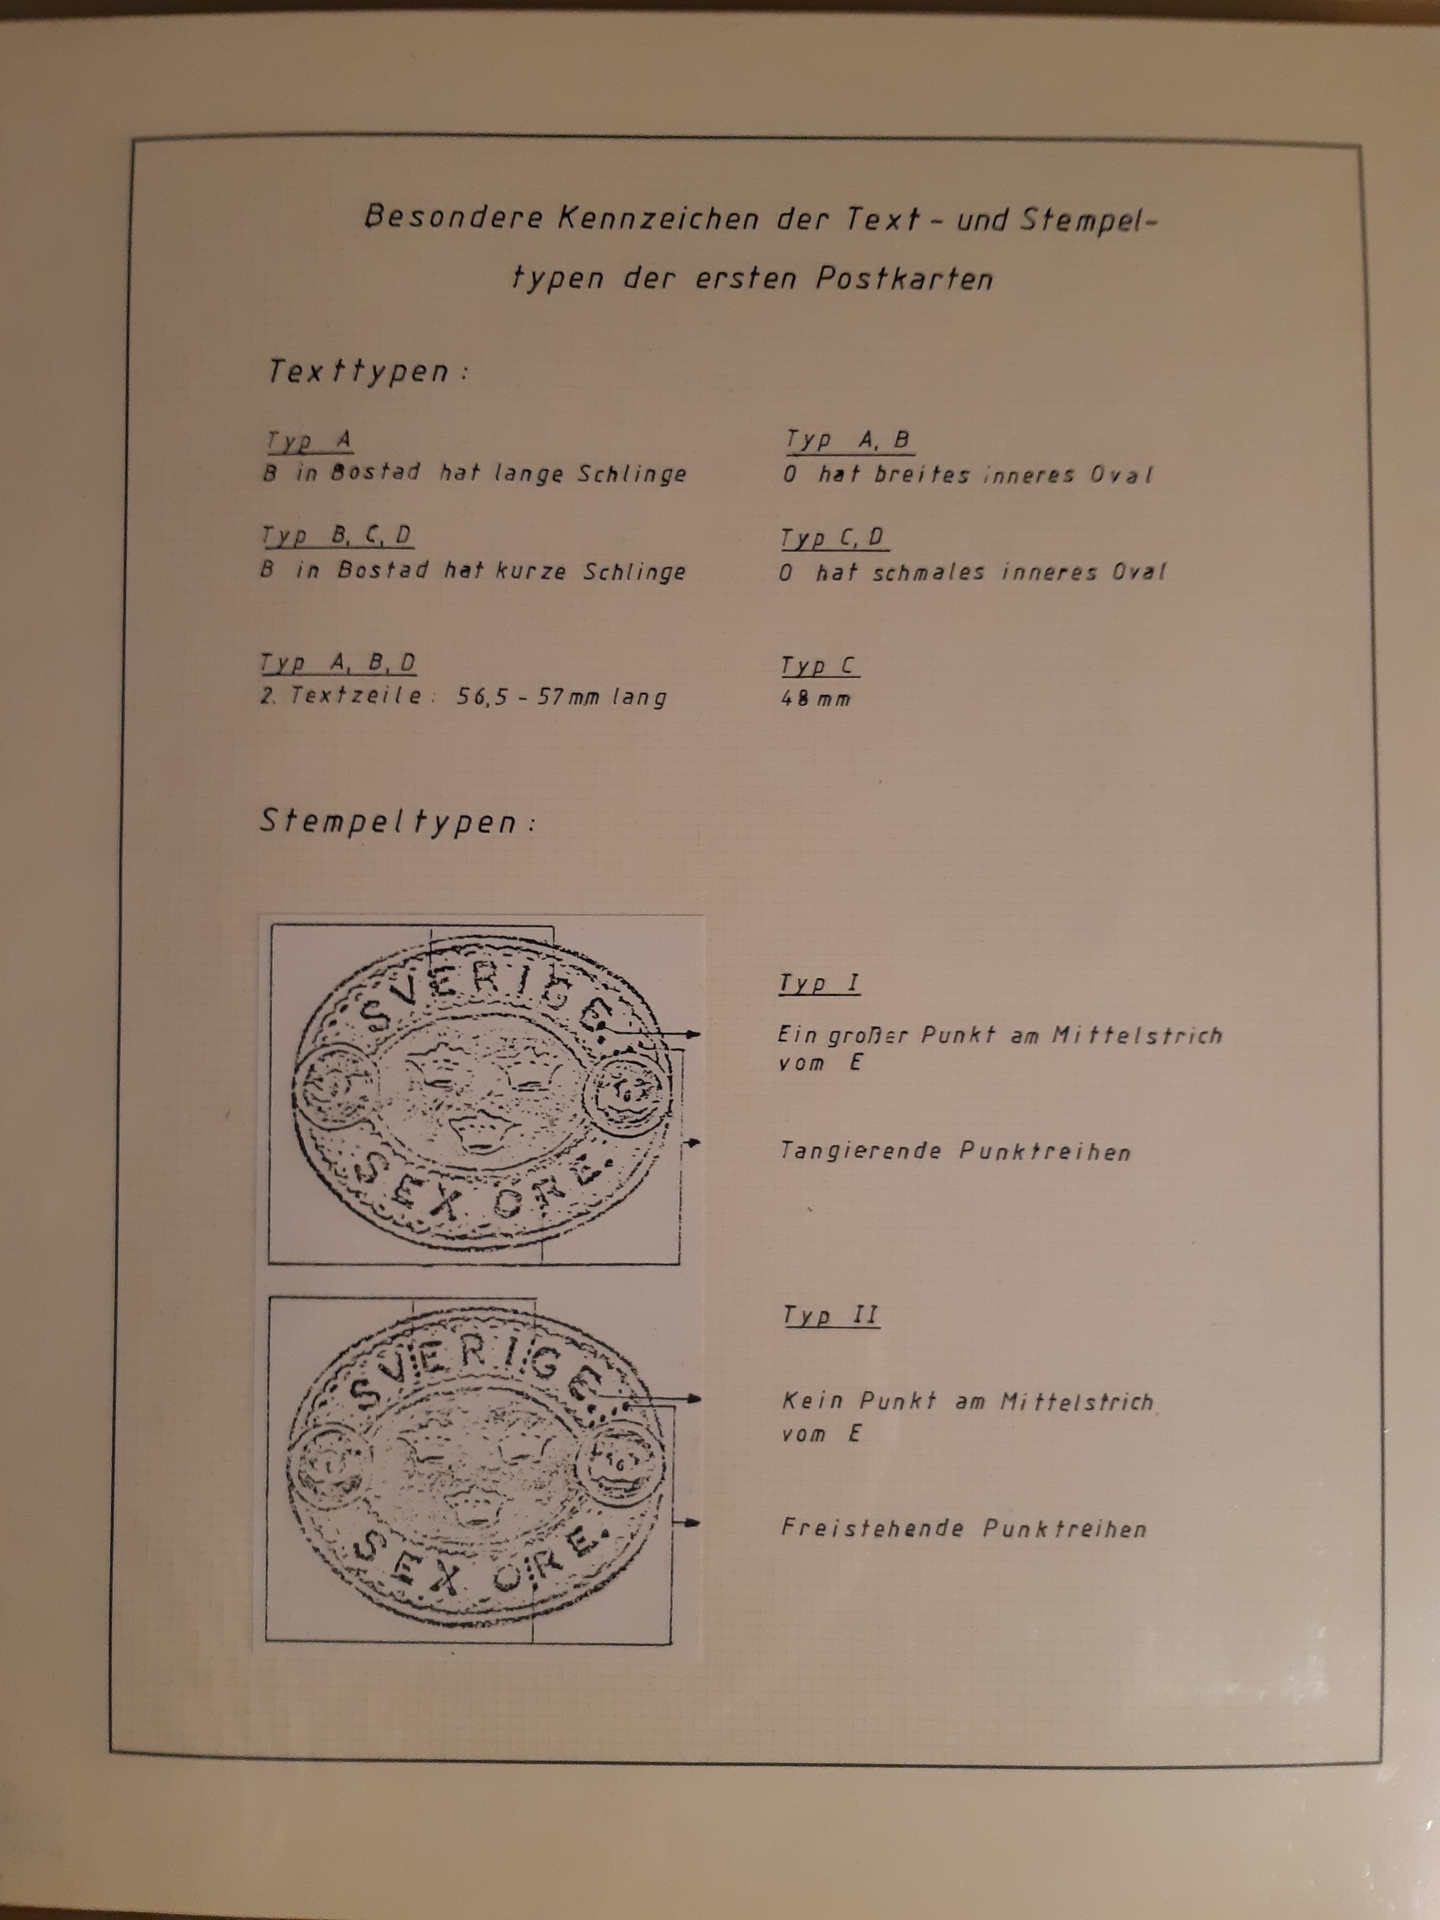 Besondere Kennzeichen der Text- und Stempel-
typen der ersten Postkarten
Texttypen:
Typ A
B in Bostad hat lange Schlinge
Typ A, B
O hat breites inneres Oval
Typ B, C, D
B in Bostad hat kurze Schlinge
Typ C, D
O hat schmales inneres Oval
Typ A, B, D
2. Textzeile: 56,5 - 57mm lang
Typ C
48 mm
Stempeltypen:
SVERIGE
SEX ORE.
Typ I
Ein großer Punkt am Mittelstrich
vom E
Tangierende Punktreihen
SVERIGE
SEX ORE.
Typ II
Kein Punkt am Mittelstrich
vom E
Freistehende Punktreihen